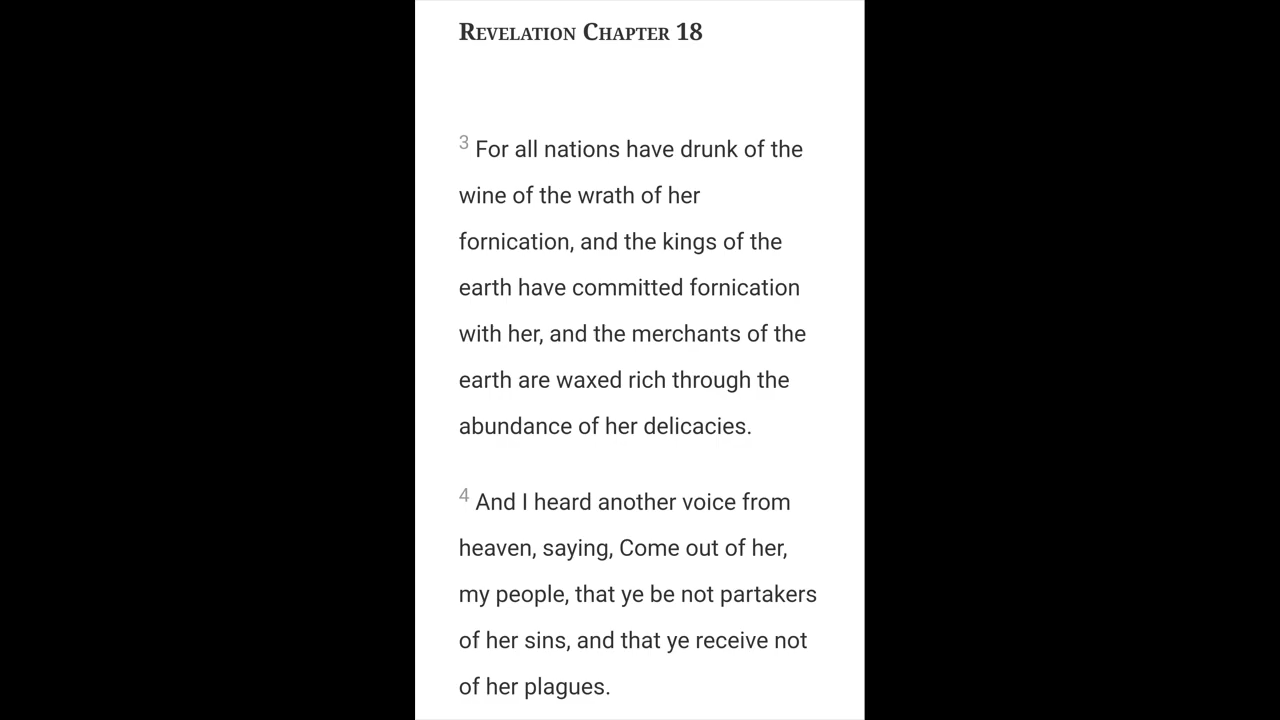 Revelation Chapter 18
3 For all nations have drunk of the
wine of the wrath of her
fornication, and the kings of the
earth have committed fornication
with her, and the merchants of the
earth are waxed rich through the
abundance of her delicacies.
4 And I heard another voice from
heaven, saying, Come out of her,
my people, that ye be not partakers
of her sins, and that ye receive not
of her plagues.